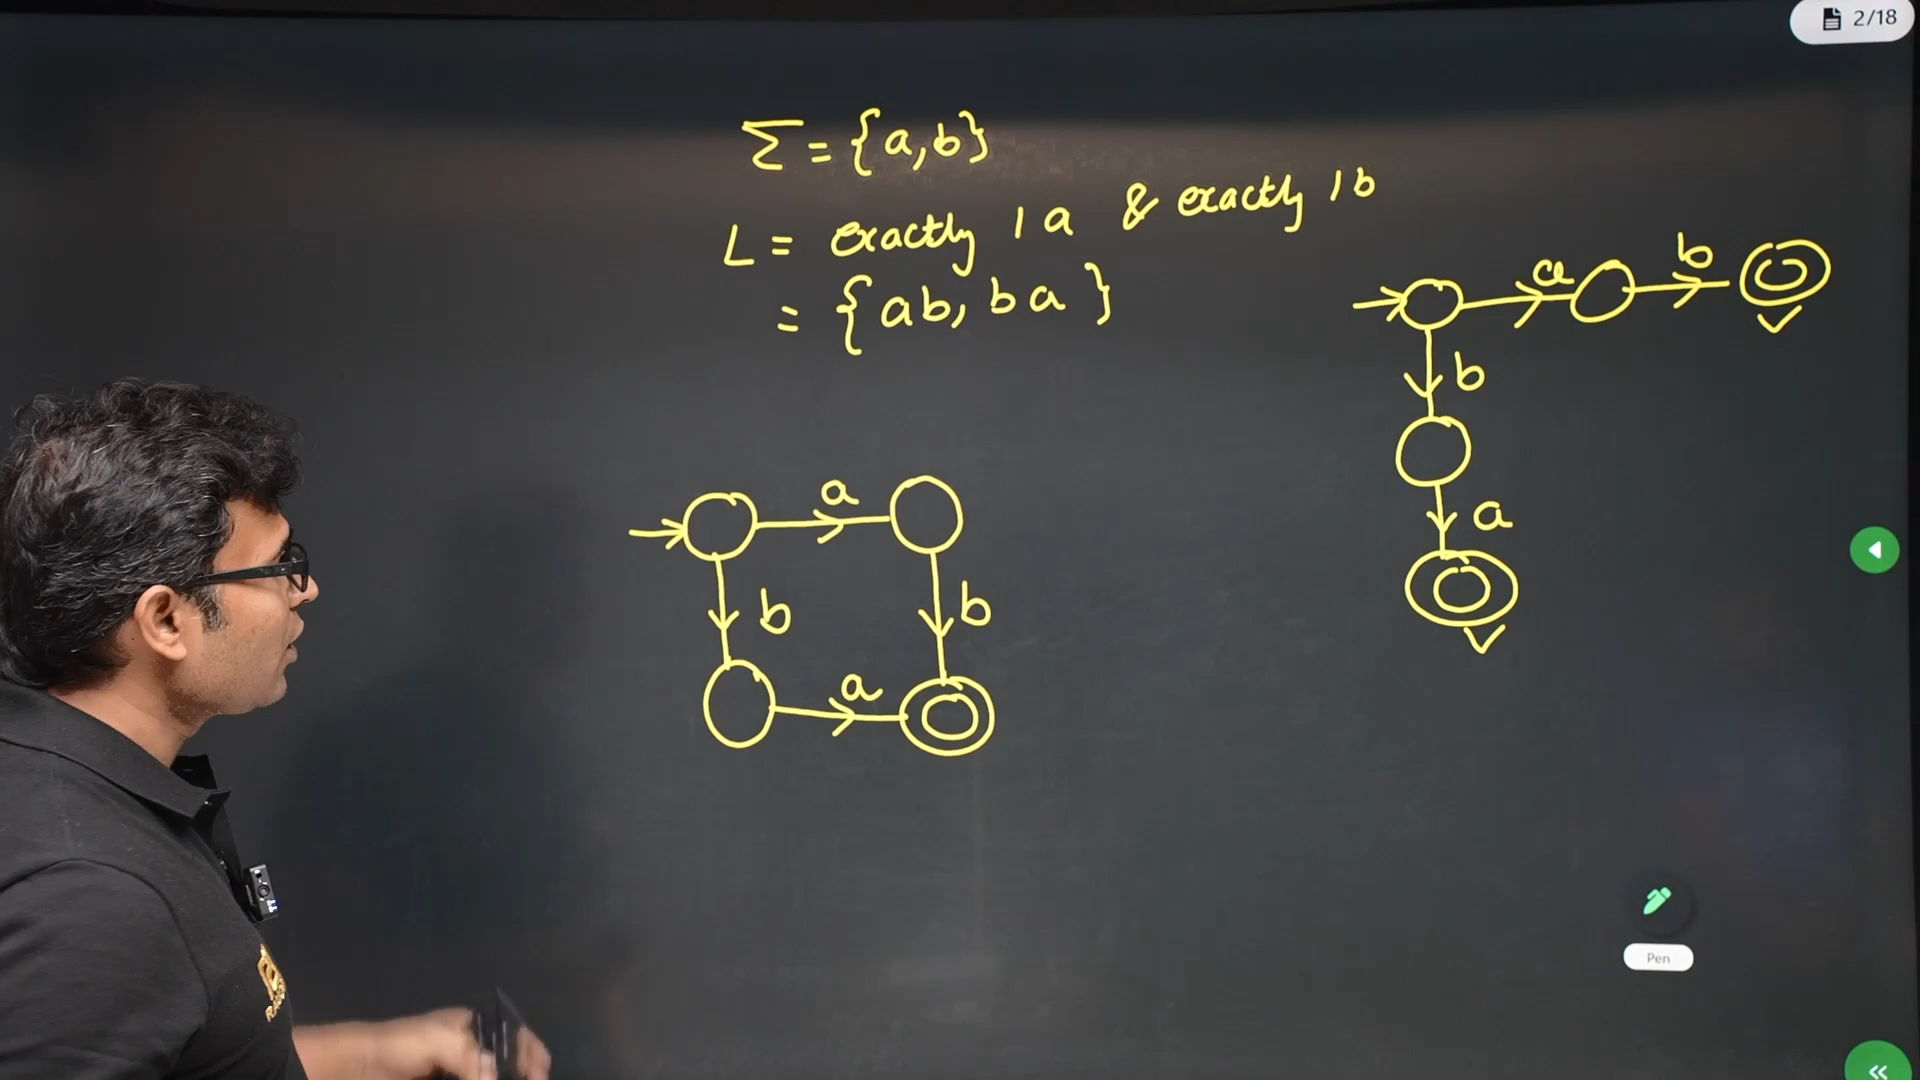 2/18
Σ = {a,b}
L = exactly 1 a & exactly 1 b
= {ab, ba}
a b
b
a
a
b b
a
Pen